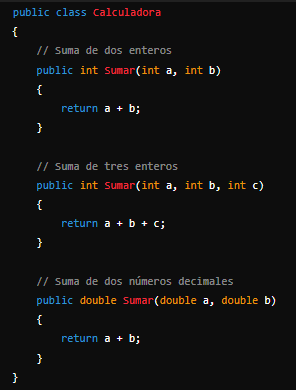 public class Calculadora
{
    // Suma de dos enteros
    public int Sumar(int a, int b)
    {
        return a + b;
    }

    // Suma de tres enteros
    public int Sumar(int a, int b, int c)
    {
        return a + b + c;
    }

    // Suma de dos números decimales
    public double Sumar(double a, double b)
    {
        return a + b;
    }
}